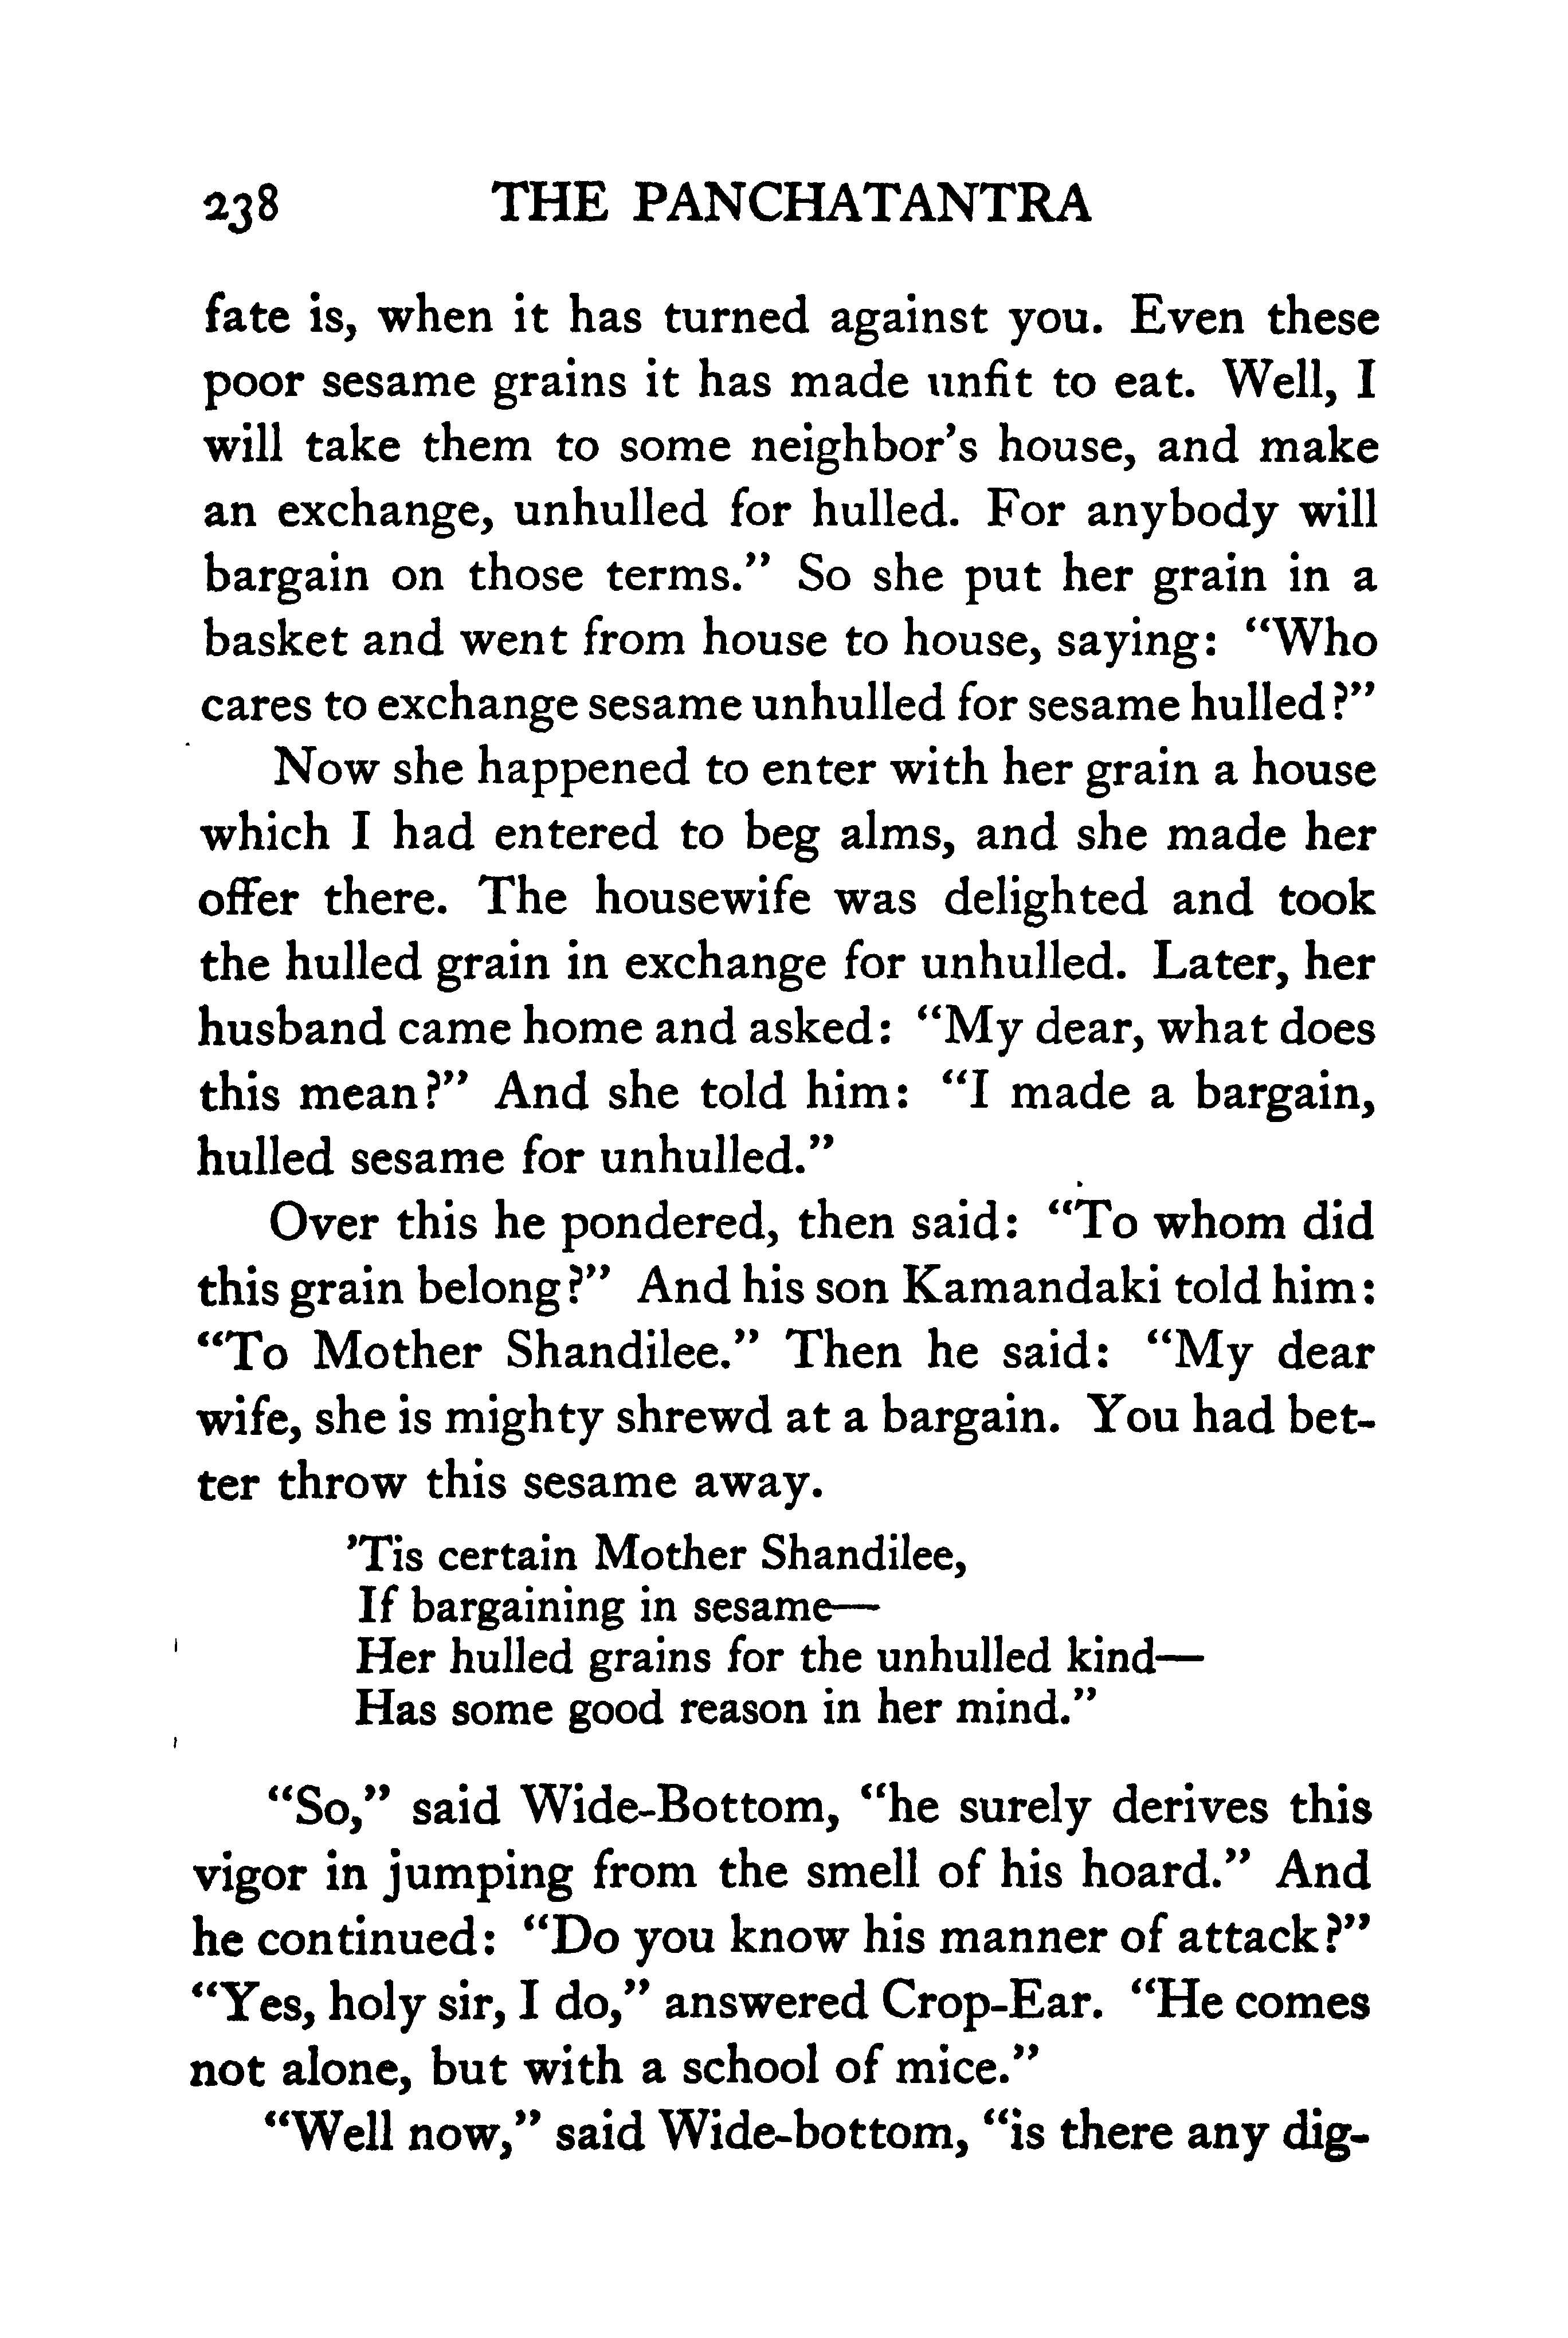 238 THE PANCHATANTRA
fate is, when it has turned against you. Even these
poor sesame grains it has made unfit to eat. Well, I
will take them to some neighbor’s house, and make
an exchange, unhulled for hulled. For anybody will
bargain on those terms.” So she put her grain in a
basket and went from house to house, saying: “Who
cares to exchange sesame unhulled for sesame hulled?”
Now she happened to enter with her grain a house
which I had entered to beg alms, and she made her
offer there. The housewife was delighted and took
the hulled grain in exchange for unhulled. Later, her
husband came home and asked: “My dear, what does
this mean?” And she told him: “I made a bargain,
hulled sesame for unhulled.”
Over this he pondered, then said: “To whom did
this grain belong?” And his son Kamandaki told him:
“To Mother Shandilee.” Then he said: “My dear
wife, she is mighty shrewd at a bargain. You had bet-
ter throw this sesame away.
’Tis certain Mother Shandilee,
If bargaining in sesame—
Her hulled grains for the unhulled kind—
Has some good reason in her mind.”
“So,” said Wide-Bottom, “he surely derives this
vigor in jumping from the smell of his hoard.” And
he continued: “Do you know his manner of attack?”
“Yes, holy sir, I do,” answered Crop-Ear. “He comes
not alone, but with a school of mice.”
“Well now,” said Wide-bottom, “is there any dig-